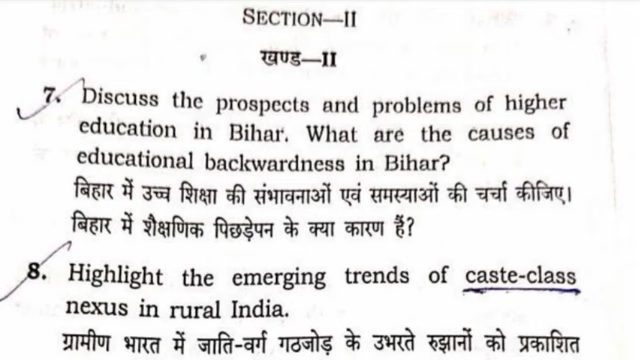 SECTION—II
खण्ड—II
7. Discuss the prospects and problems of higher
education in Bihar. What are the causes of
educational backwardness in Bihar?
बिहार में उच्च शिक्षा की संभावनाओं एवं समस्याओं की चर्चा कीजिए।
बिहार में शैक्षणिक पिछड़ेपन के क्या कारण हैं?
8. Highlight the emerging trends of caste-class
nexus in rural India.
ग्रामीण भारत में जाति-वर्ग गठजोड़ के उभरते रुझानों को प्रकाशित